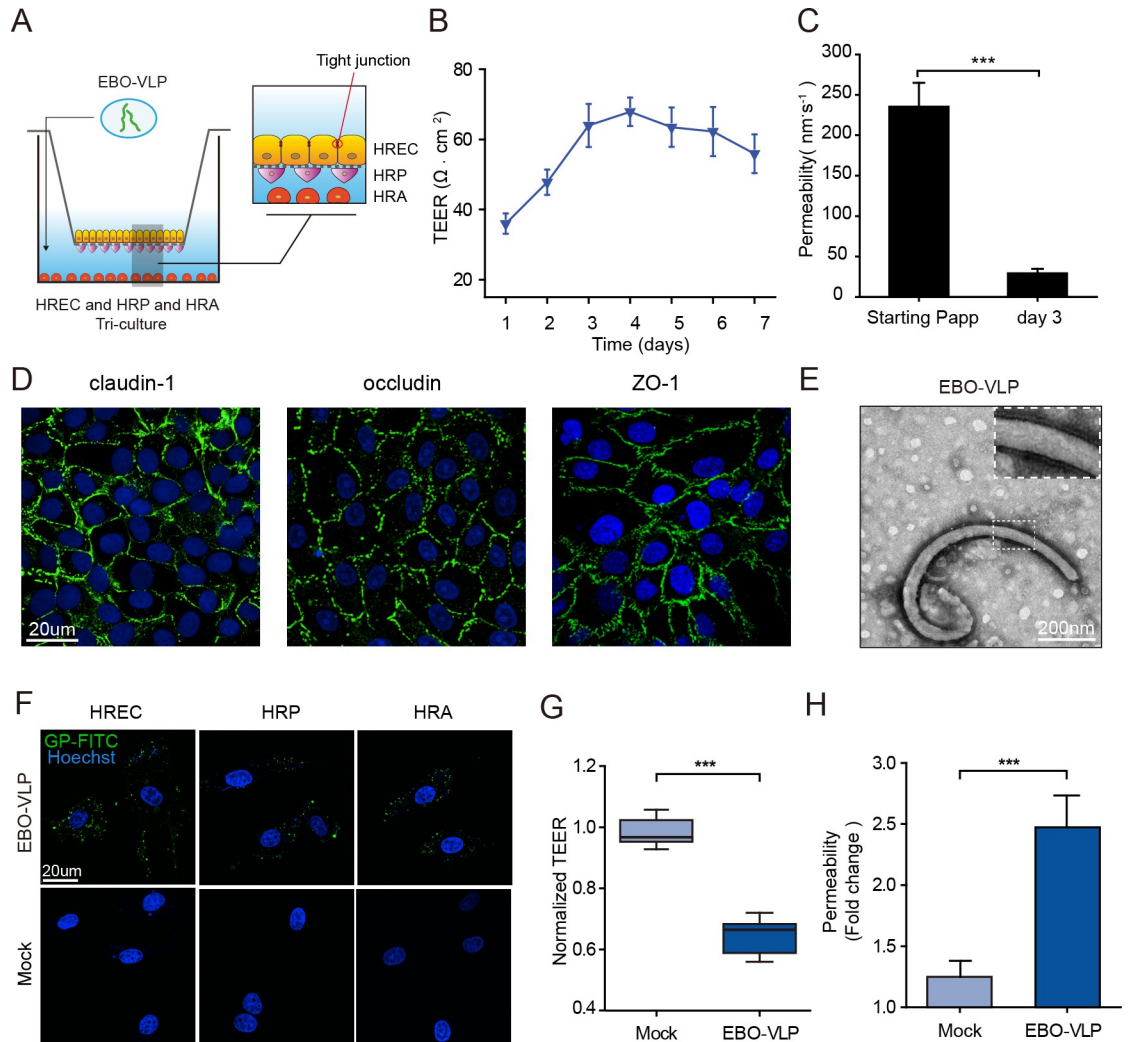 A
EBO-VLP
Tight junction
HREC
HRP
HRA
HREC and HRP and HRA
Tri-culture
B
TEER (Ω · cm ²)
80
60
40
20
1 2 3 4 5 6 7
Time (days)
C
Permeability( nm·s⁻¹)
300
250
200
150
100
50
0
***
Starting Papp day 3
D
claudin-1 occludin ZO-1
20um
E
EBO-VLP
200nm
F
HREC HRP HRA
EBO-VLP
GP-FITC
Hoechst
20um
Mock
G
Normalized TEER
1.2
1.0
0.8
0.6
0.4
***
Mock EBO-VLP
H
Permeability
(Fold change )
3.0
2.5
2.0
1.5
1.0
***
Mock EBO-VLP